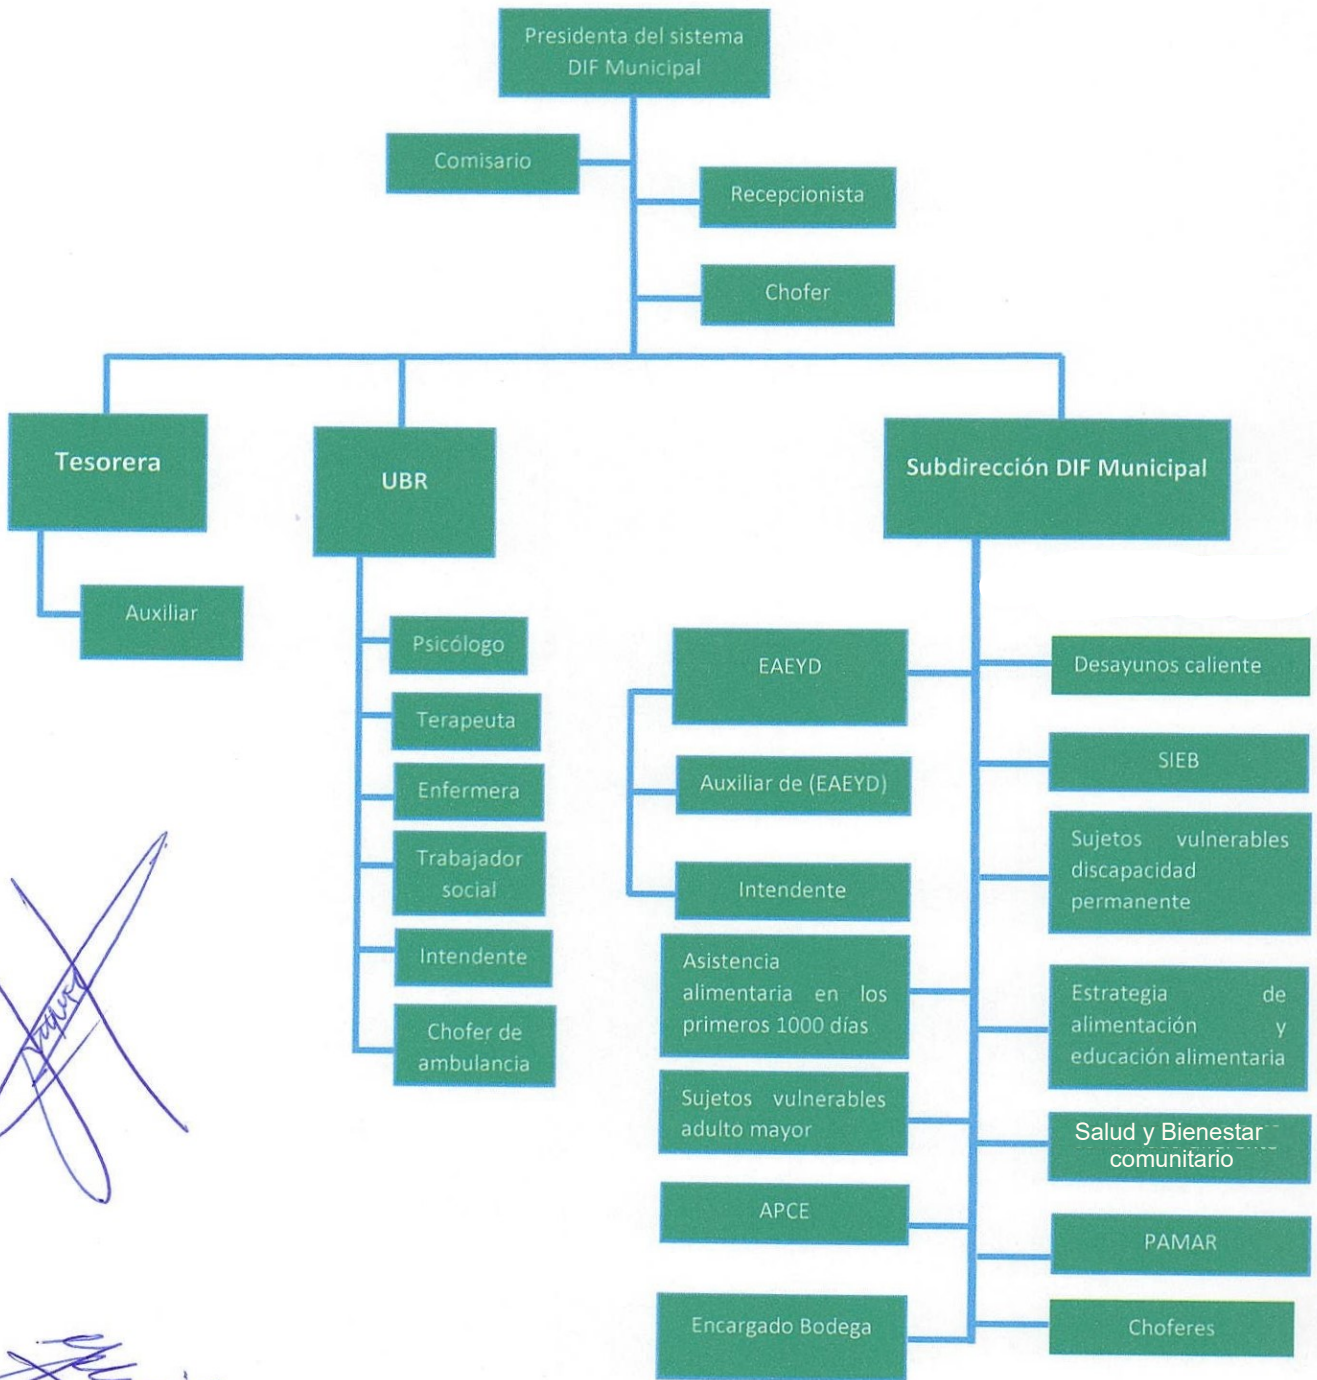 Presidenta del sistema
DIF Municipal
Comisario
Recepcionista
Chofer
Tesorera
UBR
Subdirección DIF Municipal
Auxiliar
Psicólogo
Terapeuta
Enfermera
Trabajador
social
Intendente
Chofer de
ambulancia
EAEYD
Auxiliar de (EAEYD)
Intendente
Asistencia
alimentaria en los
primeros 1000 días
Sujetos vulnerables
adulto mayor
APCE
Encargado Bodega
Desayunos caliente
SIEB
Sujetos vulnerables
discapacidad
permanente
Estrategia de
alimentación y
educación alimentaria
Salud y Bienestar
comunitario
PAMAR
Choferes